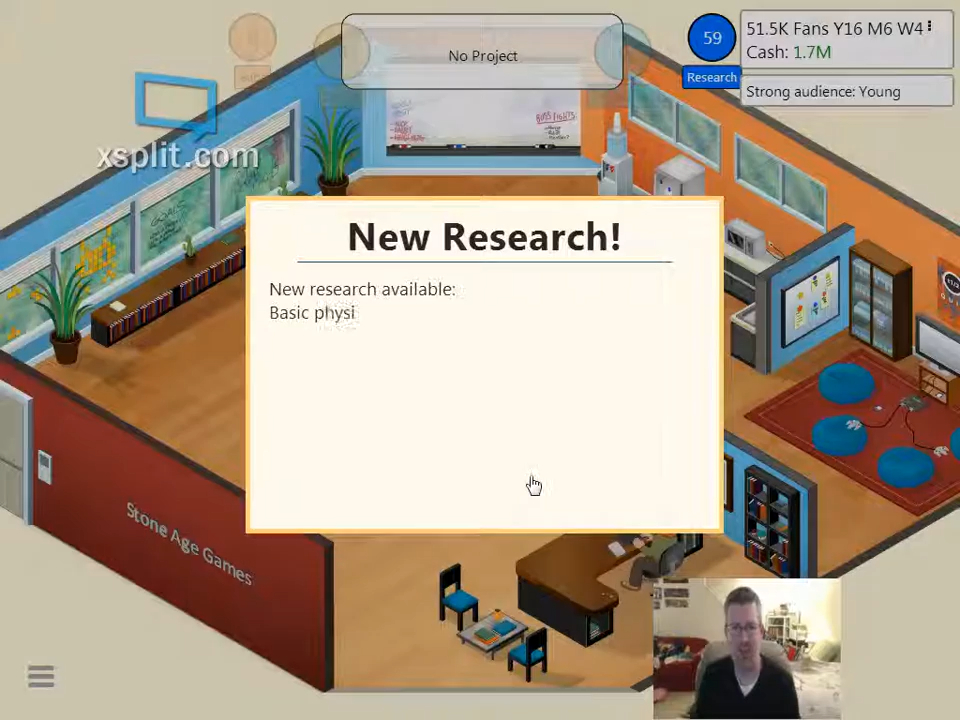 No Project
59
Research
51.5K Fans Y16 M6 W4
Cash: 1.7M
Strong audience: Young
xsplit.com
GOALS
New Research!
New research available:
Basic physi
Stone Age Games